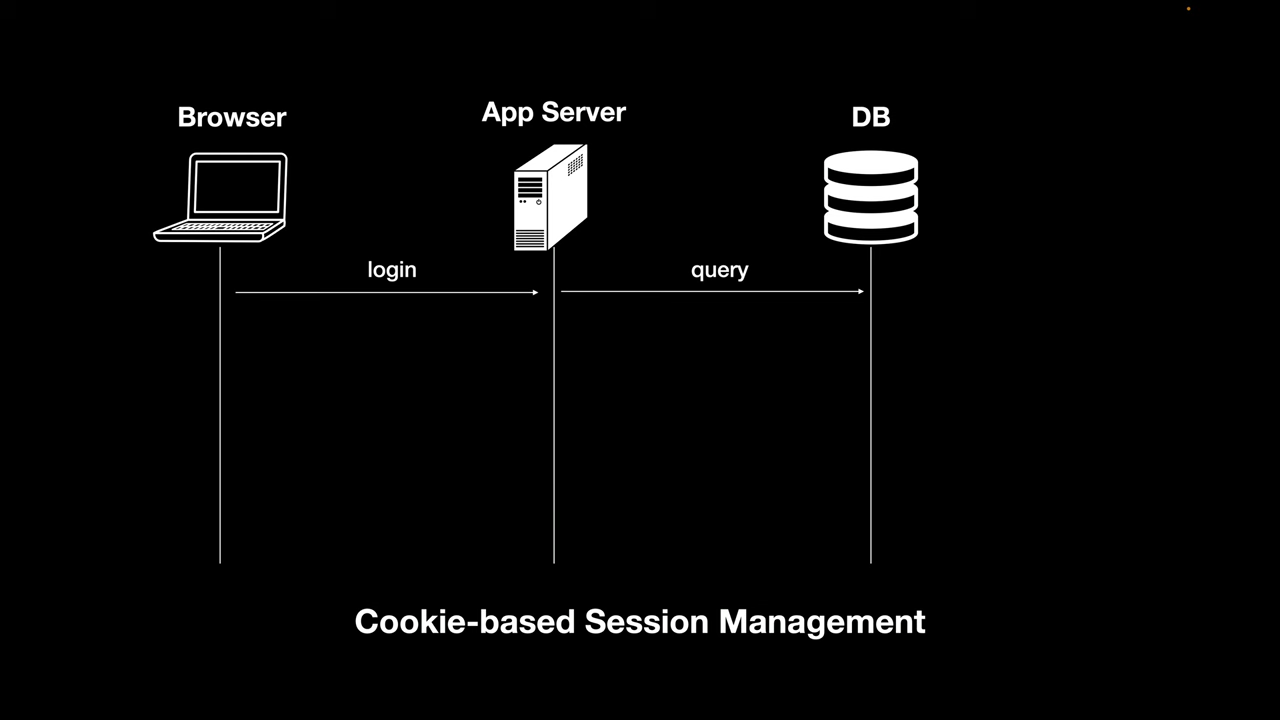 Browser
App Server
DB
login
query
Cookie-based Session Management